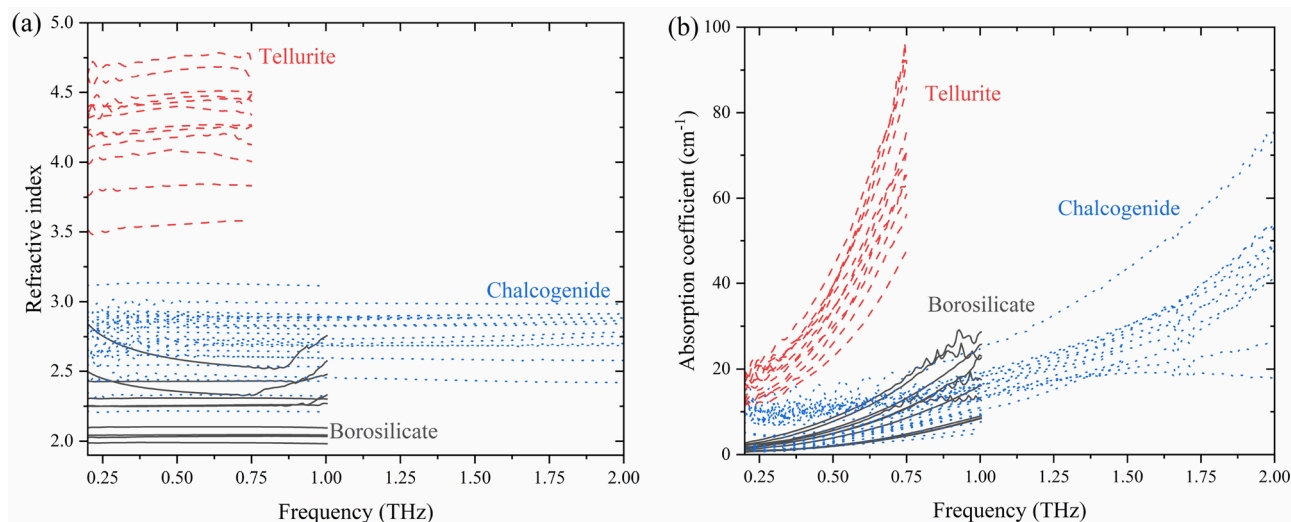 (a)
5.0
4.5
4.0
3.5
3.0
2.5
2.0
Refractive index
Tellurite
Chalcogenide
Borosilicate
0.25 0.50 0.75 1.00 1.25 1.50 1.75 2.00
Frequency (THz)
(b)
100
80
60
40
20
0
Absorption coefficient (cm⁻¹)
Tellurite
Chalcogenide
Borosilicate
0.25 0.50 0.75 1.00 1.25 1.50 1.75 2.00
Frequency (THz)